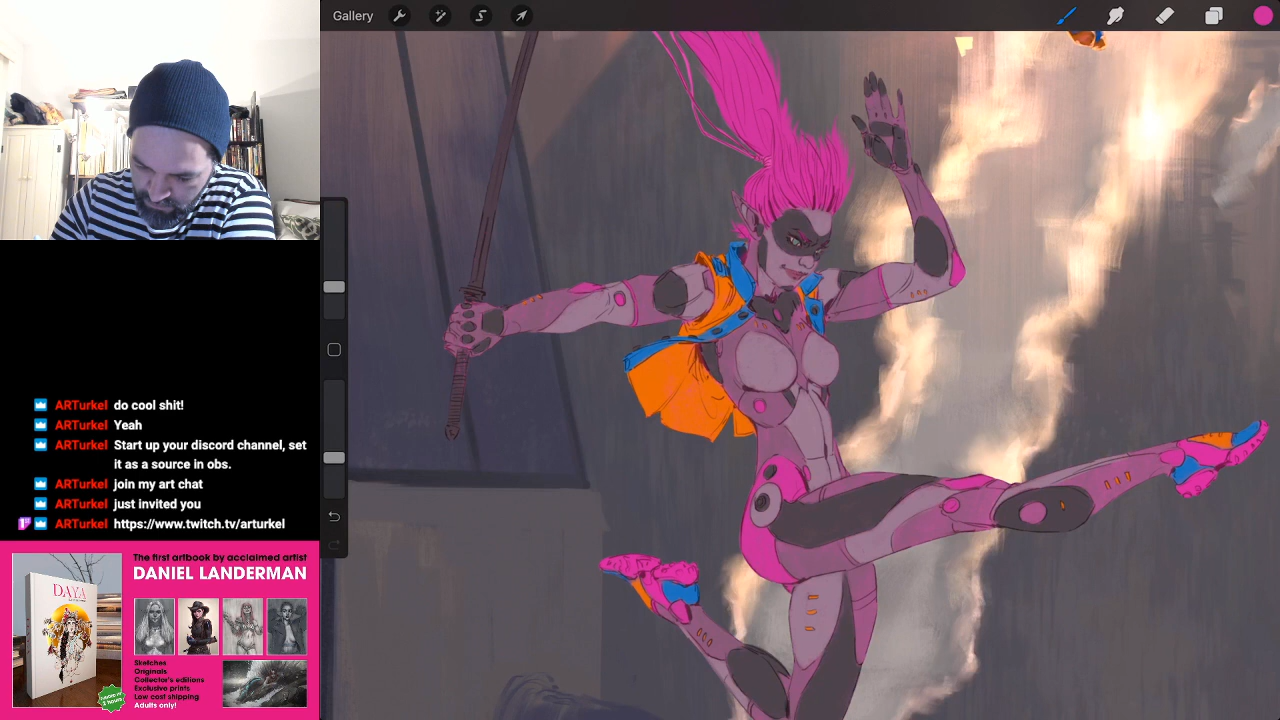 Gallery
ARTurkel do cool shit!
ARTurkel Yeah
ARTurkel Start up your discord channel, set
it as a source in obs.
ARTurkel join my art chat
ARTurkel just invited you
ARTurkel https://www.twitch.tv/arturkel
The first artbook by acclaimed artist
DANIEL LANDERMAN
DAYA
Sketches
Originals
Collector's editions
Exclusive prints
Low cost shipping
Adults only!